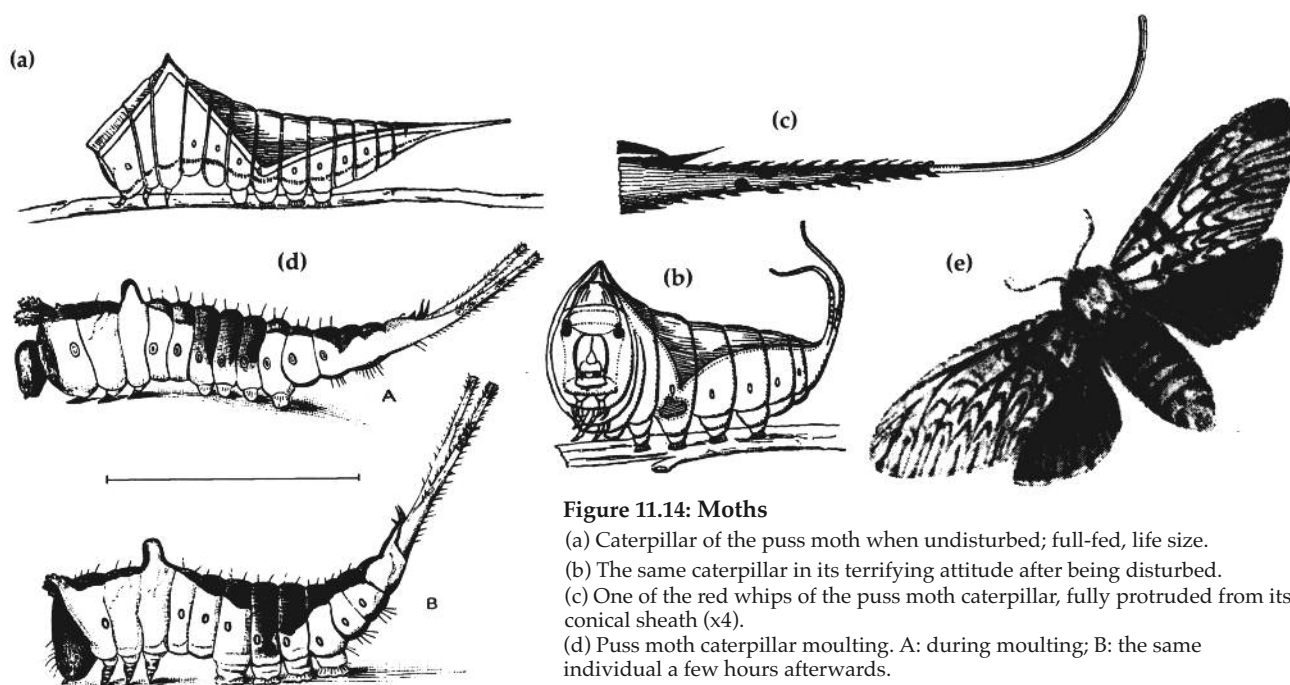 (a)
(c)
(d)
(b)
(e)
A
B
Figure 11.14: Moths
(a) Caterpillar of the puss moth when undisturbed; full-fed, life size.
(b) The same caterpillar in its terrifying attitude after being disturbed.
(c) One of the red whips of the puss moth caterpillar, fully protruded from its
conical sheath (x4).
(d) Puss moth caterpillar moulting. A: during moulting; B: the same
individual a few hours afterwards.